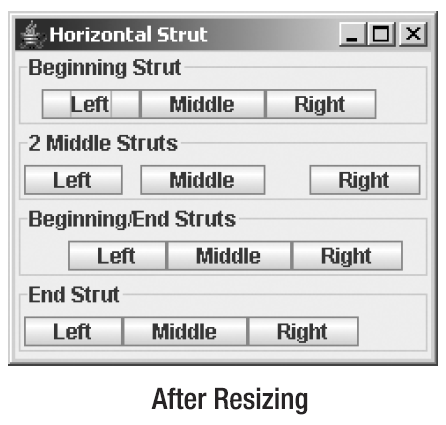 Horizontal Strut
Beginning Strut
Left Middle Right
2 Middle Struts
Left Middle Right
Beginning/End Struts
Left Middle Right
End Strut
Left Middle Right
After Resizing